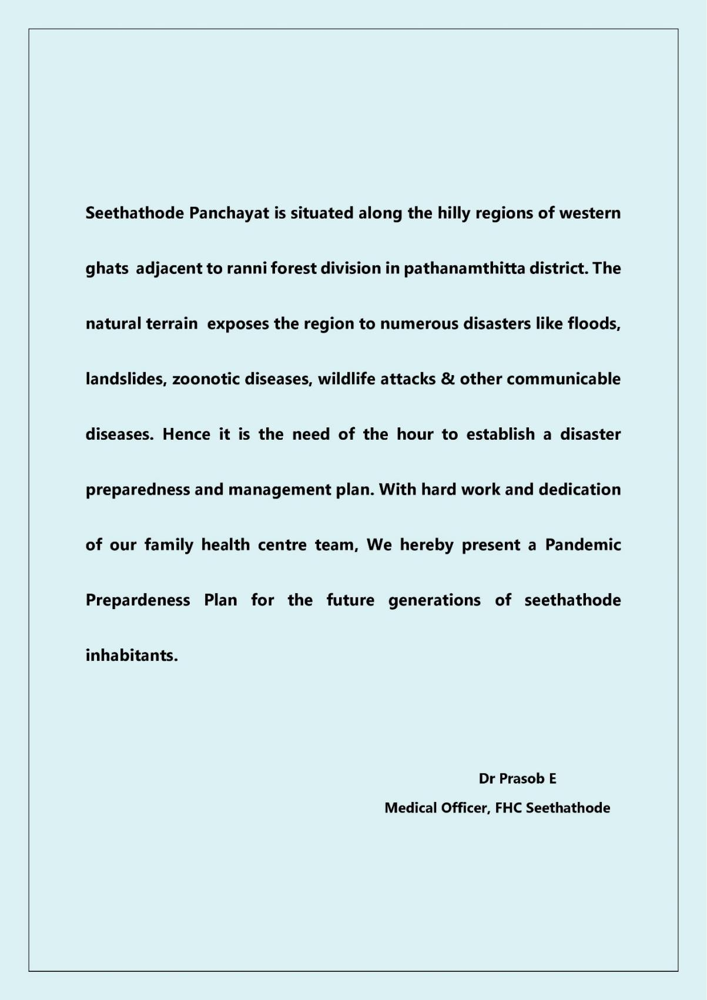 Seethathode Panchayat is situated along the hilly regions of western
ghats adjacent to ranni forest division in pathanamthitta district. The
natural terrain exposes the region to numerous disasters like floods,
landslides, zoonotic diseases, wildlife attacks & other communicable
diseases. Hence it is the need of the hour to establish a disaster
preparedness and management plan. With hard work and dedication
of our family health centre team, We hereby present a Pandemic
Prepardeness Plan for the future generations of seethathode
inhabitants.
Dr Prasob E
Medical Officer, FHC Seethathode